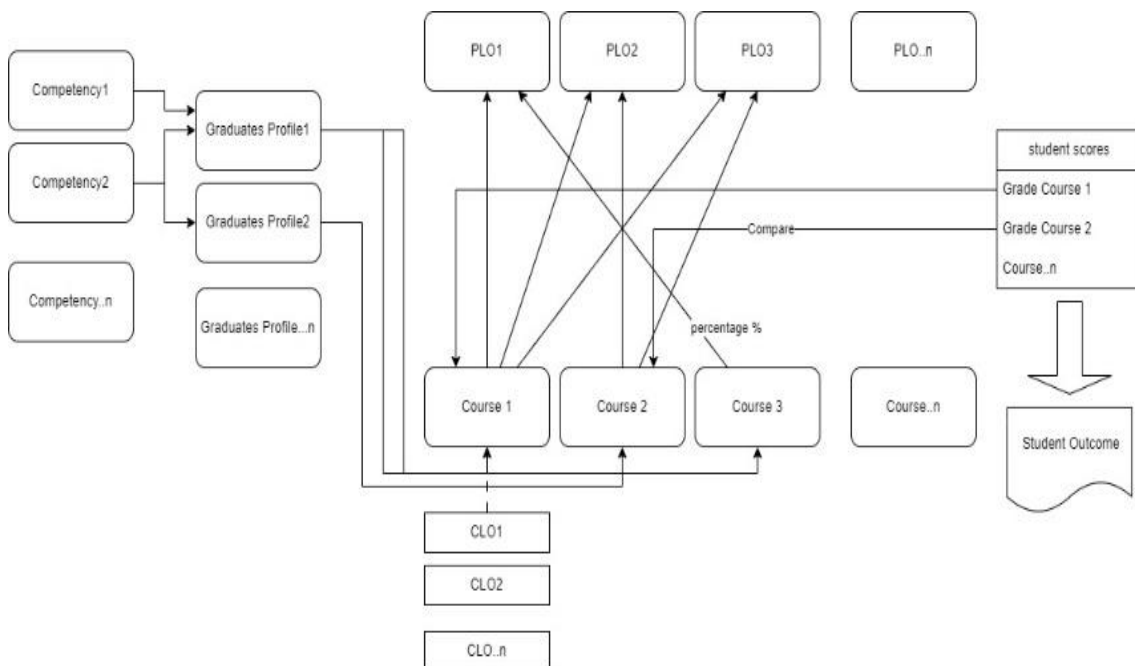 PLO1
PLO2
PLO3
PLO..n
Competency1
Graduates Profile1
Competency2
Graduates Profile2
Competency..n
Graduates Profile...n
student scores
Grade Course 1
Grade Course 2
Course..n
Compare
percentage %
Course 1
Course 2
Course 3
Course..n
Student Outcome
CLO1
CLO2
CLO..n